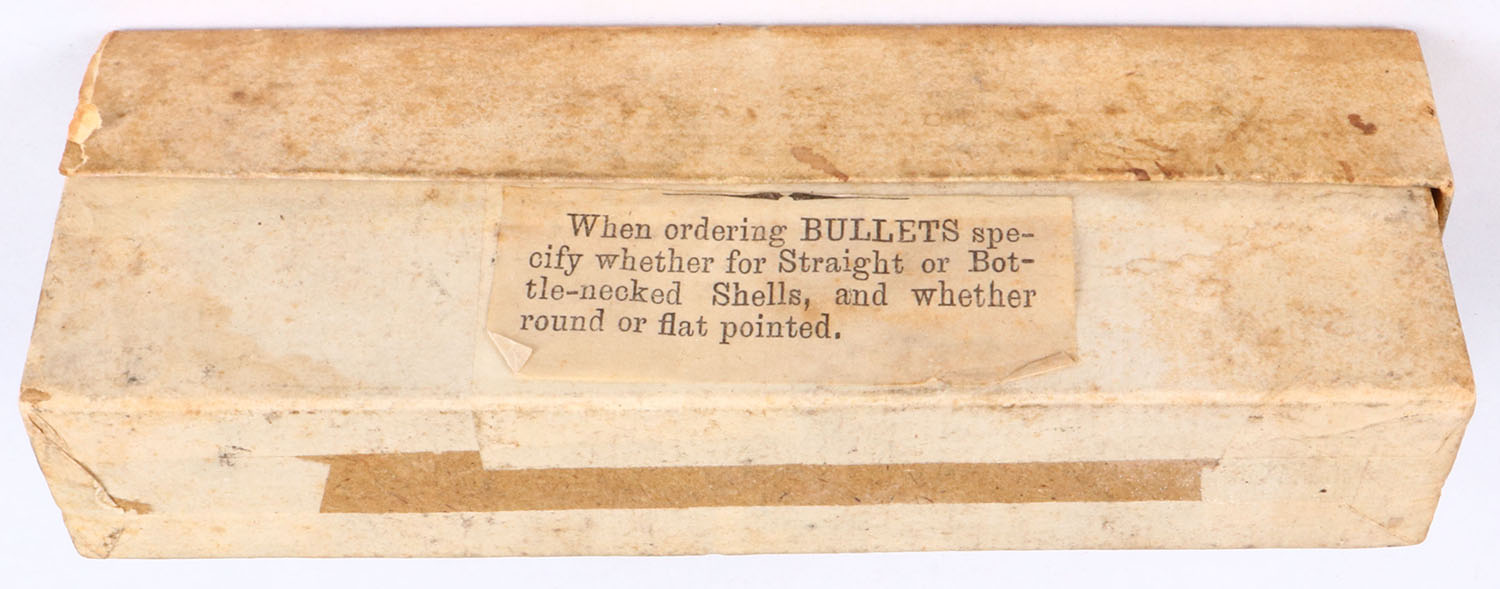 When ordering BULLETS spe-
cify whether for Straight or Bot-
tle-necked Shells, and whether
round or flat pointed.